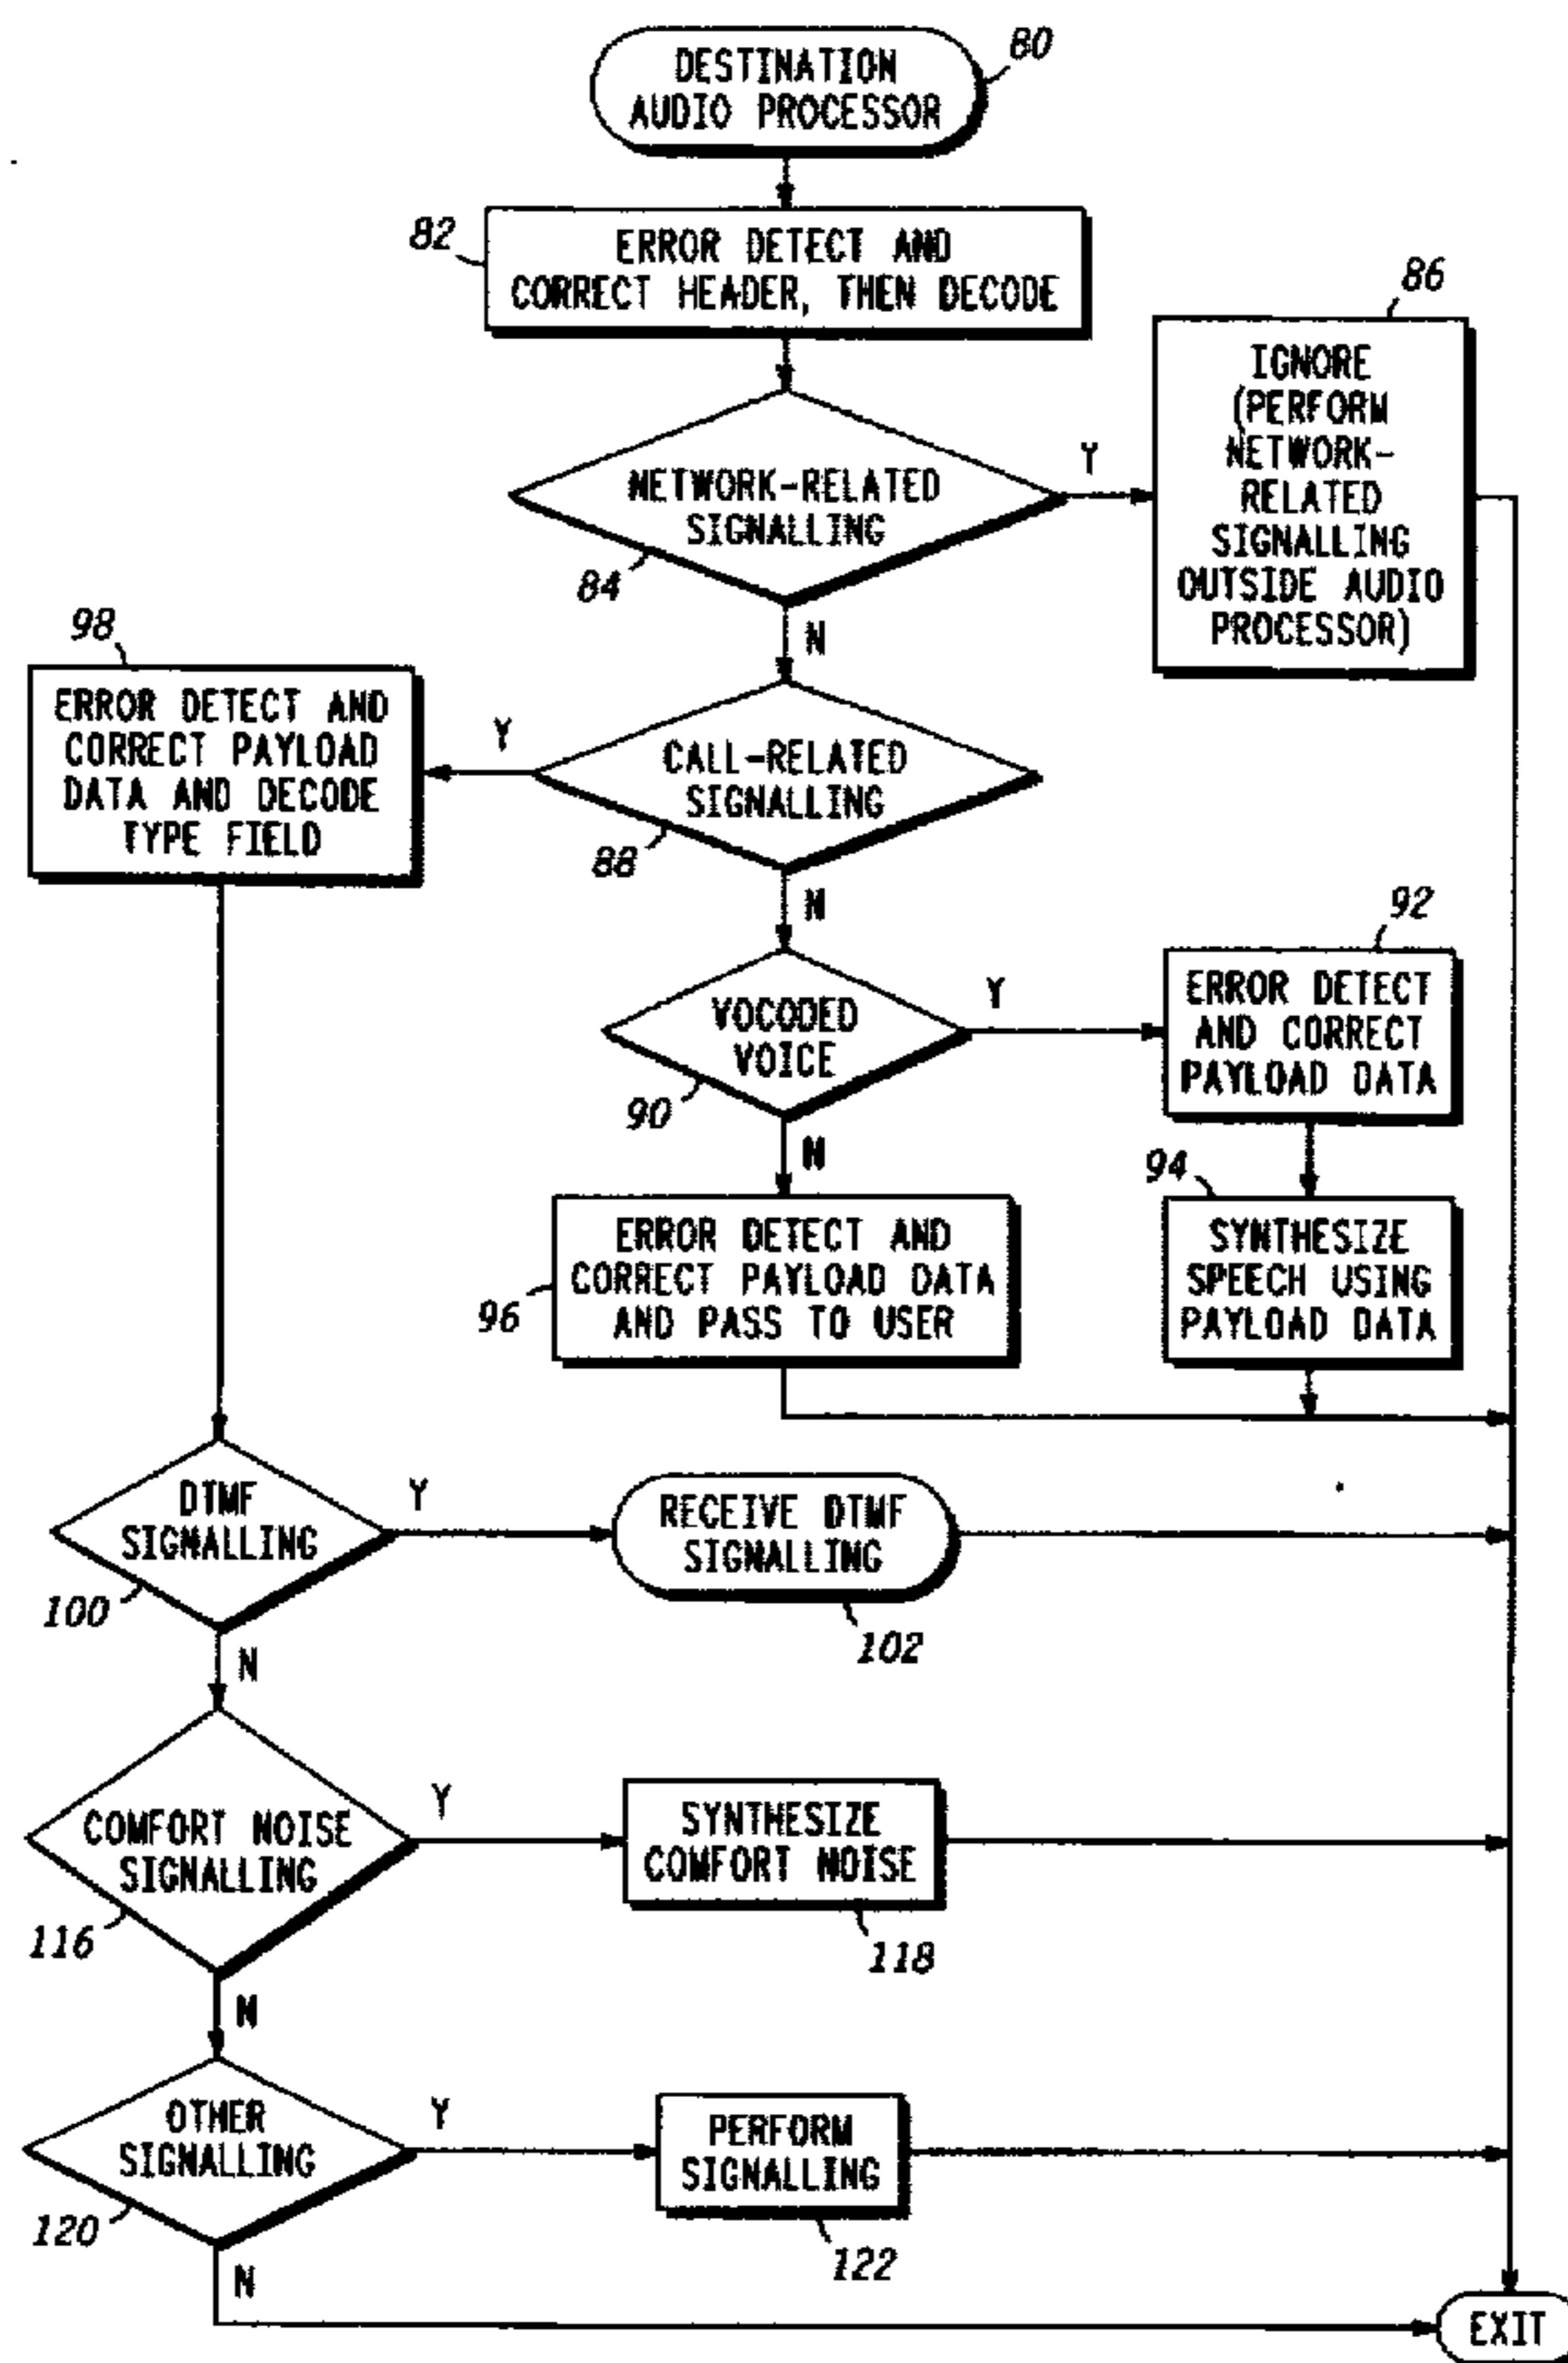 DESTINATION
AUDIO PROCESSOR
80
82
ERROR DETECT AND
CORRECT HEADER, THEN DECODE
86
IGNORE
(PERFORM
NETWORK-
RELATED
SIGNALLING
OUTSIDE AUDIO
PROCESSOR)
NETWORK-RELATED
SIGNALLING
Y
84
N
98
ERROR DETECT AND
CORRECT PAYLOAD
DATA AND DECODE
TYPE FIELD
Y
CALL-RELATED
SIGNALLING
88
N
92
VOCODED
VOICE
Y
90
N
ERROR DETECT
AND CORRECT
PAYLOAD DATA
94
SYNTHESIZE
SPEECH USING
PAYLOAD DATA
ERROR DETECT AND
CORRECT PAYLOAD DATA
AND PASS TO USER
96
DTMF
SIGNALLING
Y
100
N
RECEIVE DTMF
SIGNALLING
102
COMFORT NOISE
SIGNALLING
Y
116
N
SYNTHESIZE
COMFORT NOISE
118
OTHER
SIGNALLING
Y
120
N
PERFORM
SIGNALLING
122
EXIT